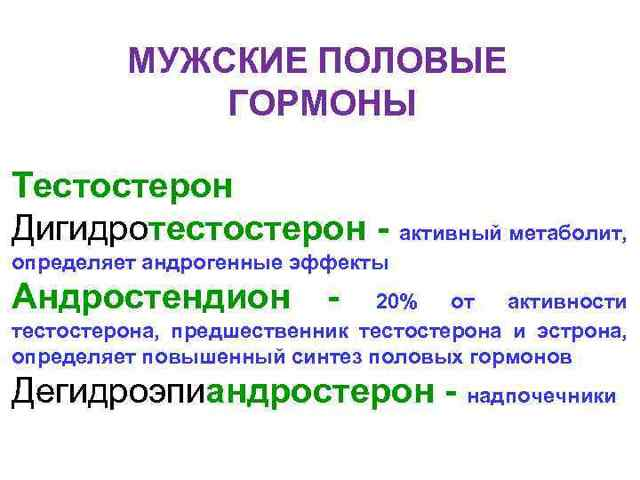 МУЖСКИЕ ПОЛОВЫЕ
ГОРМОНЫ
Тестостерон
Дигидротестостерон - активный метаболит,
определяет андрогенные эффекты
Андростендион - 20% от активности
тестостерона, предшественник тестостерона и эстрона,
определяет повышенный синтез половых гормонов
Дегидроэпиандростерон - надпочечники